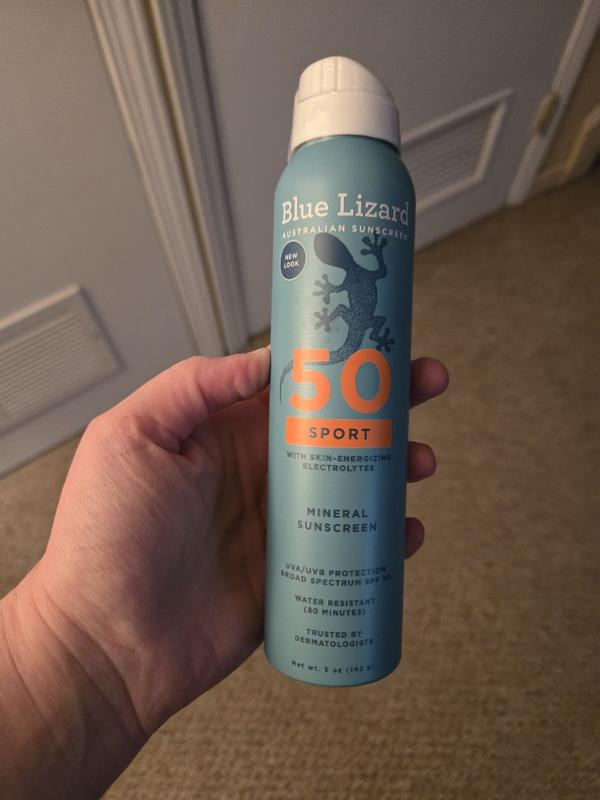 Blue Lizard
AUSTRALIAN SUNSCREEN
NEW
LOOK
50
SPORT
WITH SKIN-ENERGIZING
ELECTROLYTES
MINERAL
SUNSCREEN
UVA/UVB PROTECTION
BROAD SPECTRUM SPF 50
WATER RESISTANT
(80 MINUTES)
TRUSTED BY
DERMATOLOGISTS
Net wt. 5 oz (142 g)